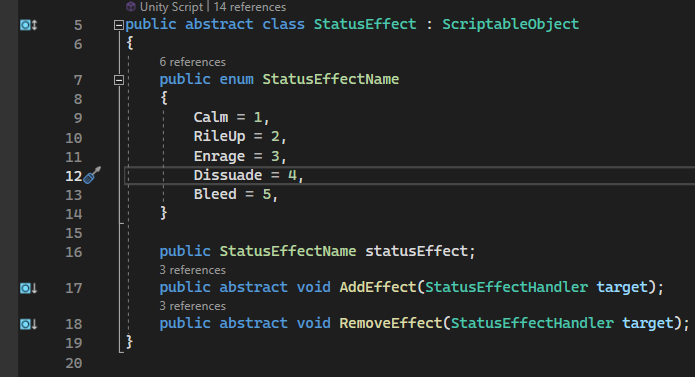 Unity Script | 14 references
5 public abstract class StatusEffect : ScriptableObject
6 {
6 references
7 public enum StatusEffectName
8 {
9 Calm = 1,
10 RileUp = 2,
11 Enrage = 3,
12 Dissuade = 4,
13 Bleed = 5,
14 }
15
16 public StatusEffectName statusEffect;
3 references
17 public abstract void AddEffect(StatusEffectHandler target);
3 references
18 public abstract void RemoveEffect(StatusEffectHandler target);
19 }
20